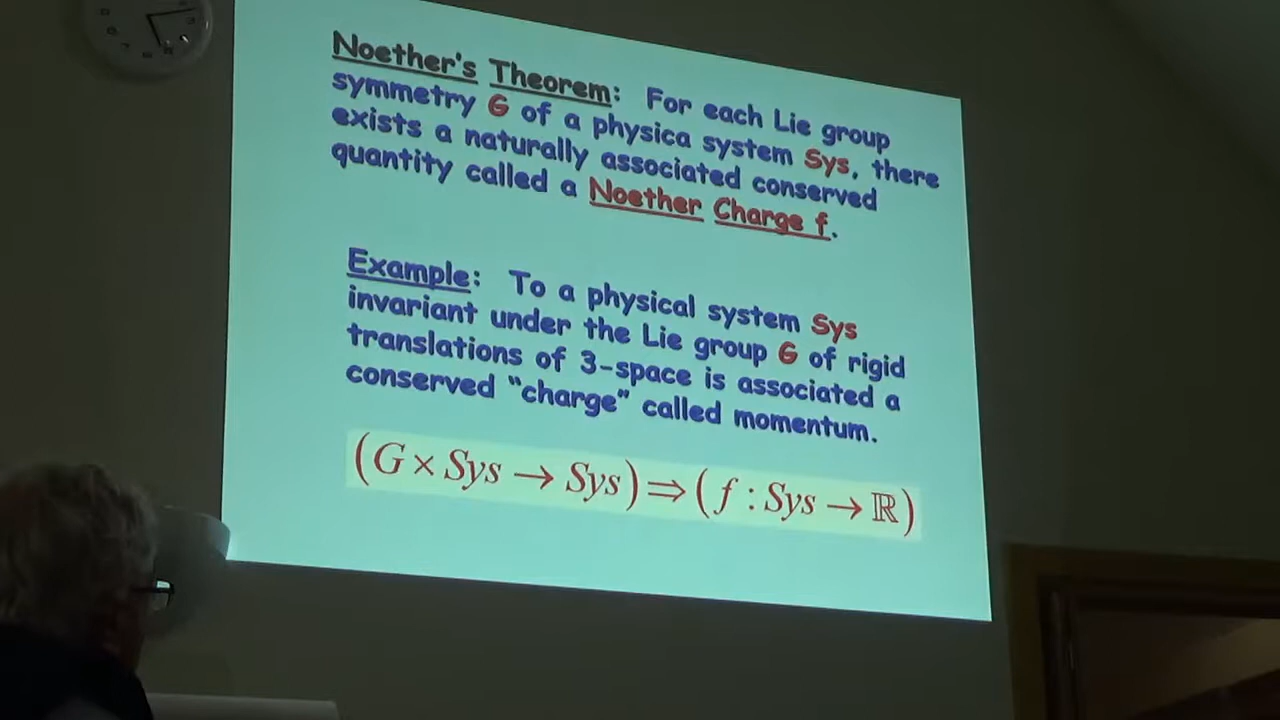 Noether's Theorem: For each Lie group
symmetry G of a physica system Sys, there
exists a naturally associated conserved
quantity called a Noether Charge f.
Example: To a physical system Sys
invariant under the Lie group G of rigid
translations of 3-space is associated a
conserved “charge” called momentum.
(G × Sys → Sys) ⇒ (f : Sys → ℝ)